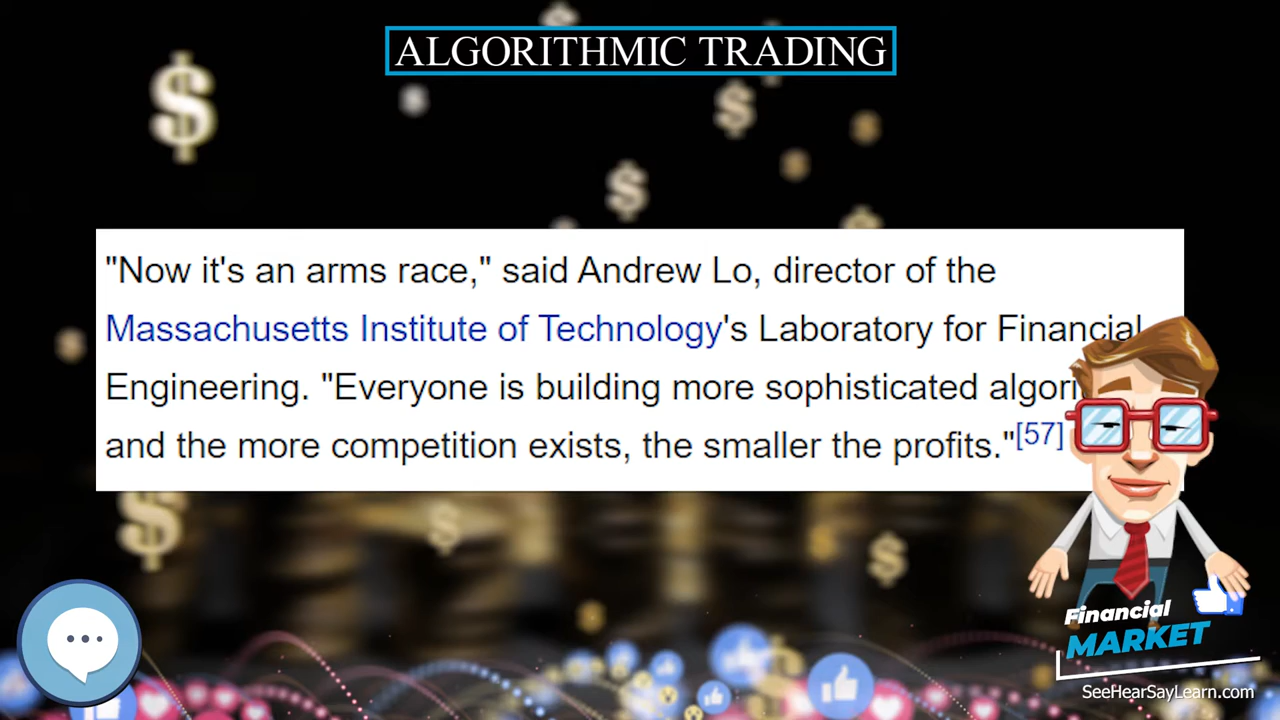 ALGORITHMIC TRADING
"Now it's an arms race," said Andrew Lo, director of the
Massachusetts Institute of Technology's Laboratory for Financial
Engineering. "Everyone is building more sophisticated
and the more competition exists, the smaller the profits."[57]
Financial
MARKET
SeeHearSayLearn.com